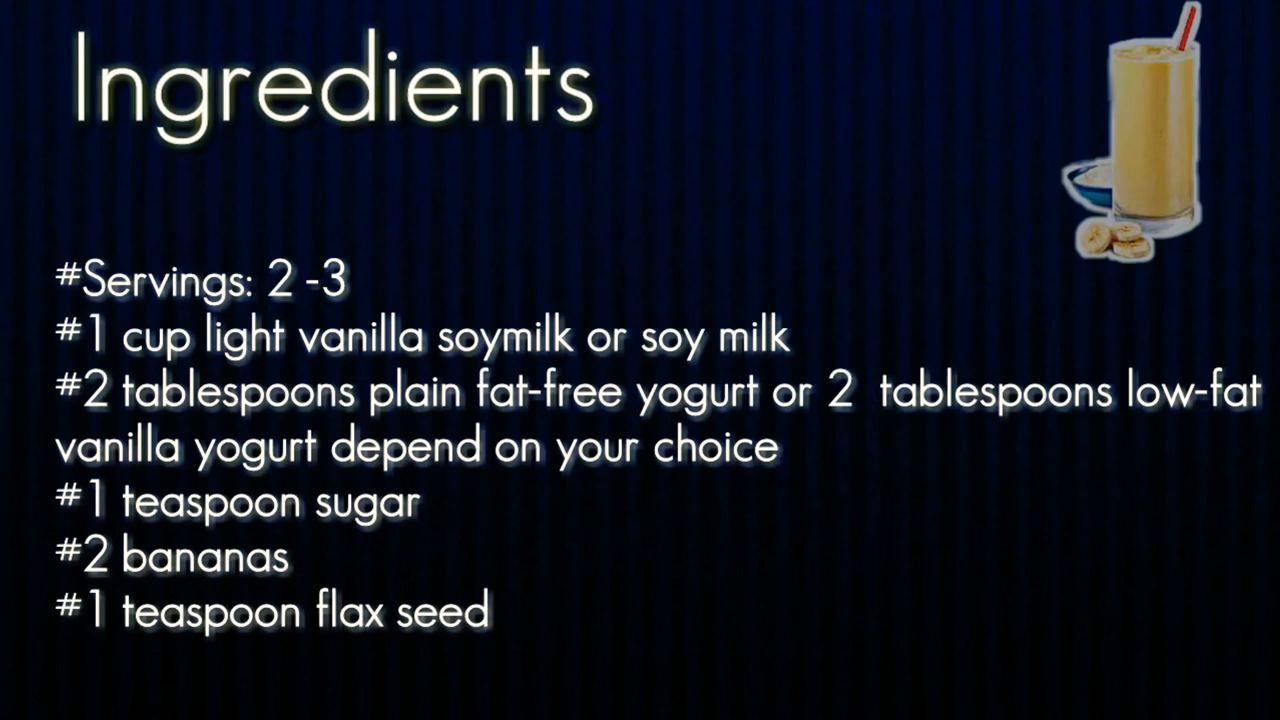 Ingredients
#Servings: 2 -3
#1 cup light vanilla soymilk or soy milk
#2 tablespoons plain fat-free yogurt or 2  tablespoons low-fat
vanilla yogurt depend on your choice
#1 teaspoon sugar
#2 bananas
#1 teaspoon flax seed